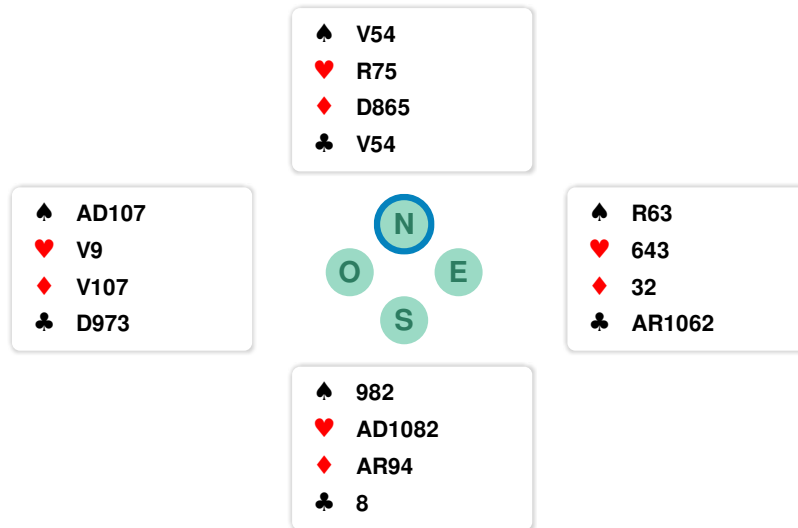 ♠ V54
♥ R75
♦ D865
♣ V54
♠ AD107
♥ V9
♦ V107
♣ D973
N
O E
S
♠ R63
♥ 643
♦ 32
♣ AR1062
♠ 982
♥ AD1082
♦ AR94
♣ 8